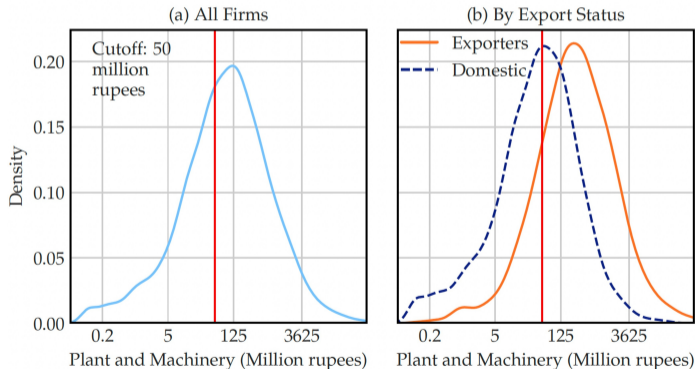 (a) All Firms
Cutoff: 50
million
rupees
Density
0.20
0.15
0.10
0.05
0.00
0.2 5 125 3625
Plant and Machinery (Million rupees)
(b) By Export Status
Exporters
Domestic
0.2 5 125 3625
Plant and Machinery (Million rupees)